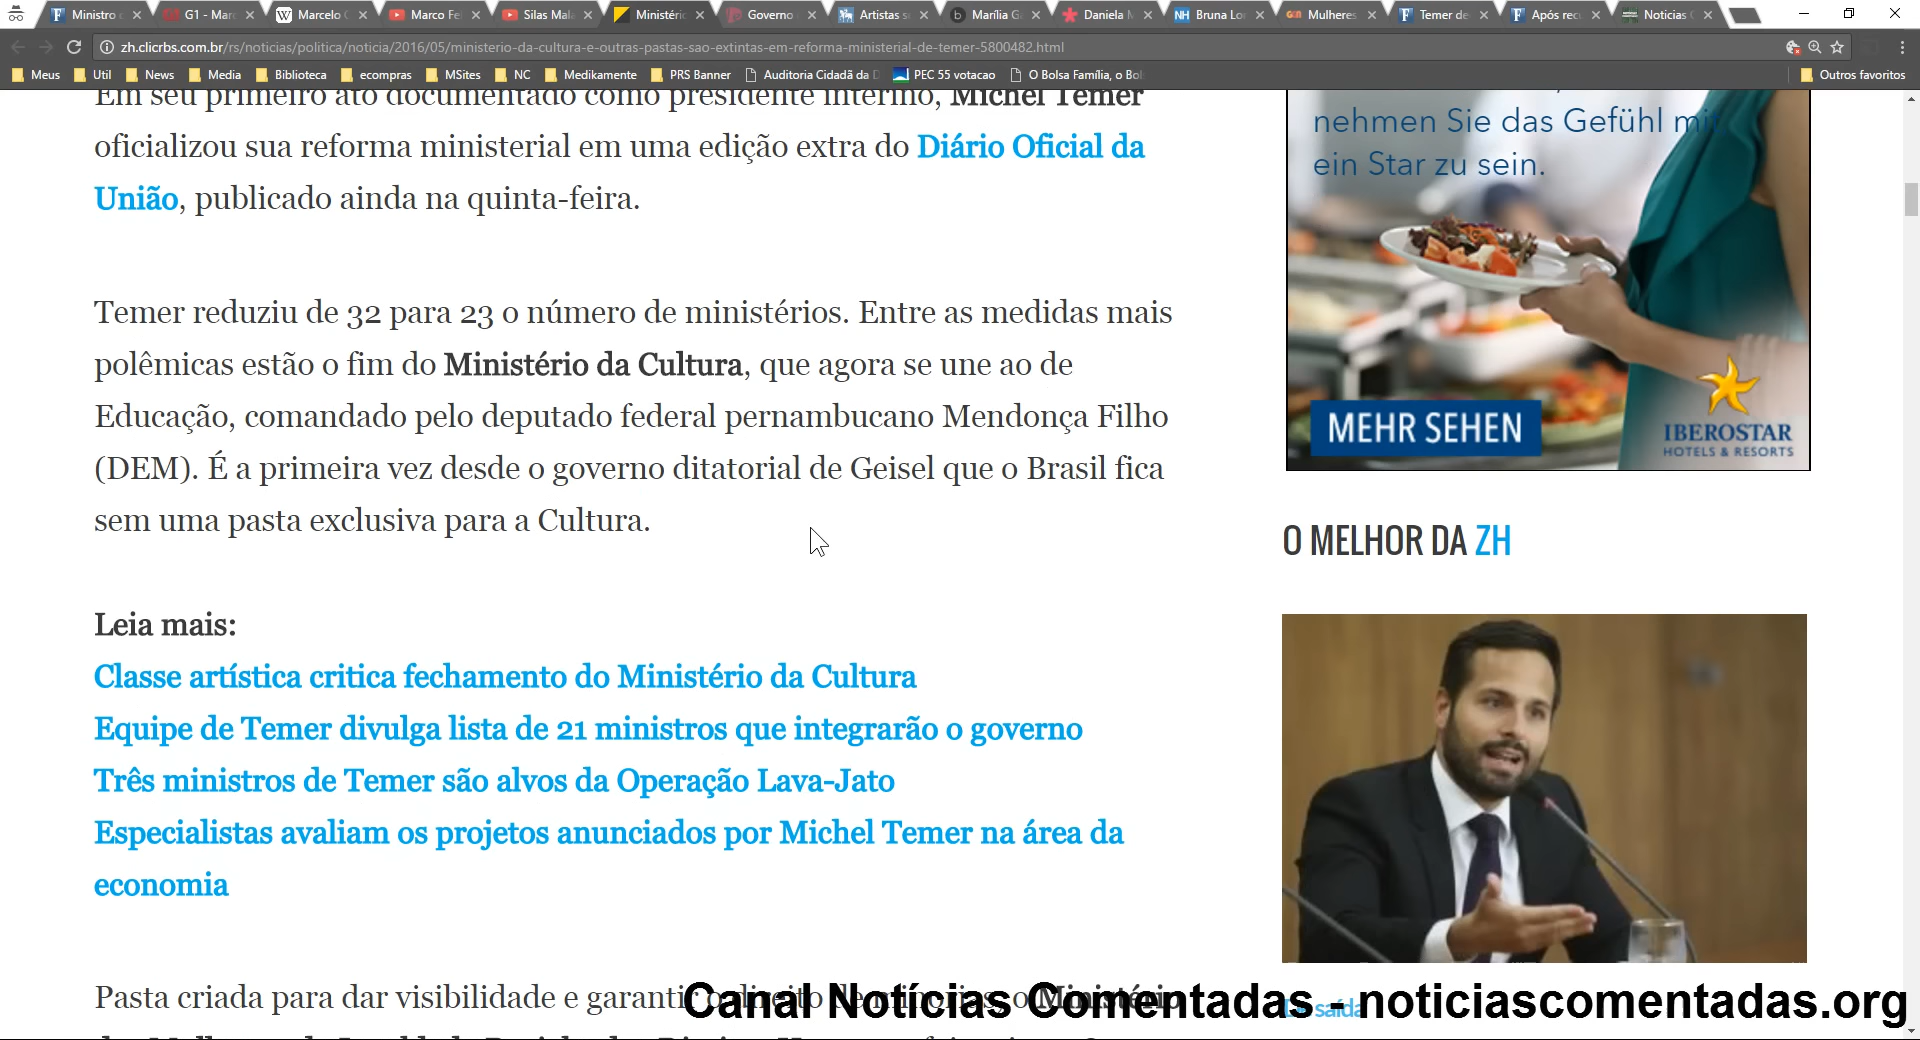 Ministro d
G1 - Marc
Marcelo C
Marco Fel
Silas Mala
Ministéric
Governo
Artistas s
Marília G
Daniela M
Bruna Lor
Mulheres
Temer de
Após rec
Noticias C
zh.clicrbs.com.br/rs/noticias/politica/noticia/2016/05/ministerio-da-cultura-e-outras-pastas-sao-extintas-em-reforma-ministerial-de-temer-5800482.html
Meus Util News Media Biblioteca ecompras MSites NC Medikamente PRS Banner Auditoria Cidadã da D PEC 55 votacao O Bolsa Família, o Bol Outros favoritos
Em seu primeiro ato documentado como presidente interino, Michel Temer
oficializou sua reforma ministerial em uma edição extra do Diário Oficial da
União, publicado ainda na quinta-feira.
Temer reduziu de 32 para 23 o número de ministérios. Entre as medidas mais
polêmicas estão o fim do Ministério da Cultura, que agora se une ao de
Educação, comandado pelo deputado federal pernambucano Mendonça Filho
(DEM). É a primeira vez desde o governo ditatorial de Geisel que o Brasil fica
sem uma pasta exclusiva para a Cultura.
Leia mais:
Classe artística critica fechamento do Ministério da Cultura
Equipe de Temer divulga lista de 21 ministros que integrarão o governo
Três ministros de Temer são alvos da Operação Lava-Jato
Especialistas avaliam os projetos anunciados por Michel Temer na área da
economia
Pasta criada para dar visibilidade e garantir o direito de minorias, o Ministério
nehmen Sie das Gefühl mit
ein Star zu sein.
MEHR SEHEN
IBEROSTAR
HOTELS & RESORTS
O MELHOR DA ZH
De saída
Canal Notícias Comentadas - noticiascomentadas.org